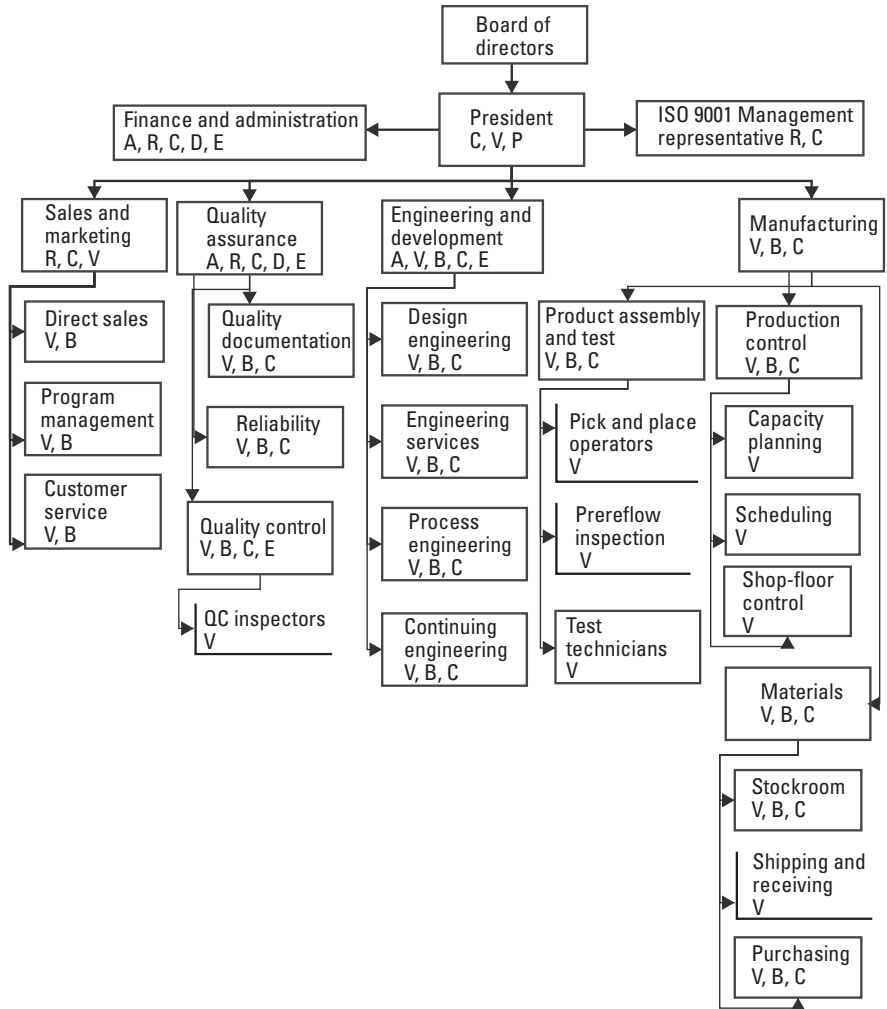 Board of
directors
Finance and administration
A, R, C, D, E
President
C, V, P
ISO 9001 Management
representative R, C
Sales and
marketing
R, C, V
Quality
assurance
A, R, C, D, E
Engineering and
development
A, V, B, C, E
Manufacturing
V, B, C
Direct sales
V, B
Program
management
V, B
Customer
service
V, B
Quality
documentation
V, B, C
Reliability
V, B, C
Quality control
V, B, C, E
QC inspectors
V
Design
engineering
V, B, C
Engineering
services
V, B, C
Process
engineering
V, B, C
Continuing
engineering
V, B, C
Product assembly
and test
V, B, C
Pick and place
operators
V
Prereflow
inspection
V
Test
technicians
V
Production
control
V, B, C
Capacity
planning
V
Scheduling
V
Shop-floor
control
V
Materials
V, B, C
Stockroom
V, B, C
Shipping and
receiving
V
Purchasing
V, B, C